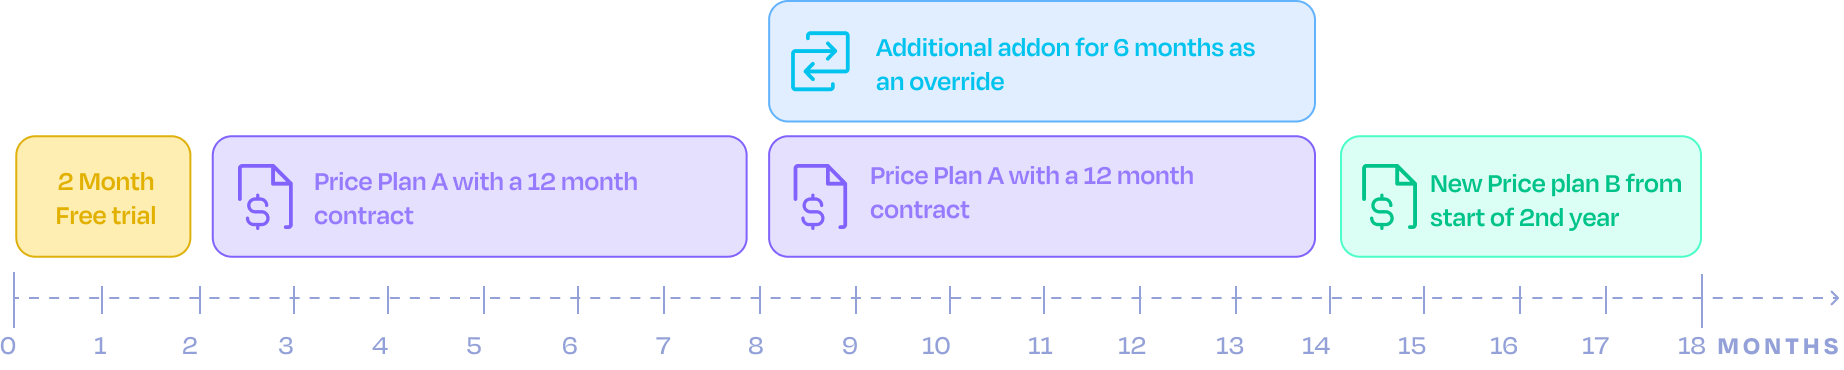 Additional addon for 6 months as
an override
2 Month
Free trial
Price Plan A with a 12 month
contract
Price Plan A with a 12 month
contract
New Price plan B from
start of 2nd year
0 1 2 3 4 5 6 7 8 9 10 11 12 13 14 15 16 17 18 MONTHS